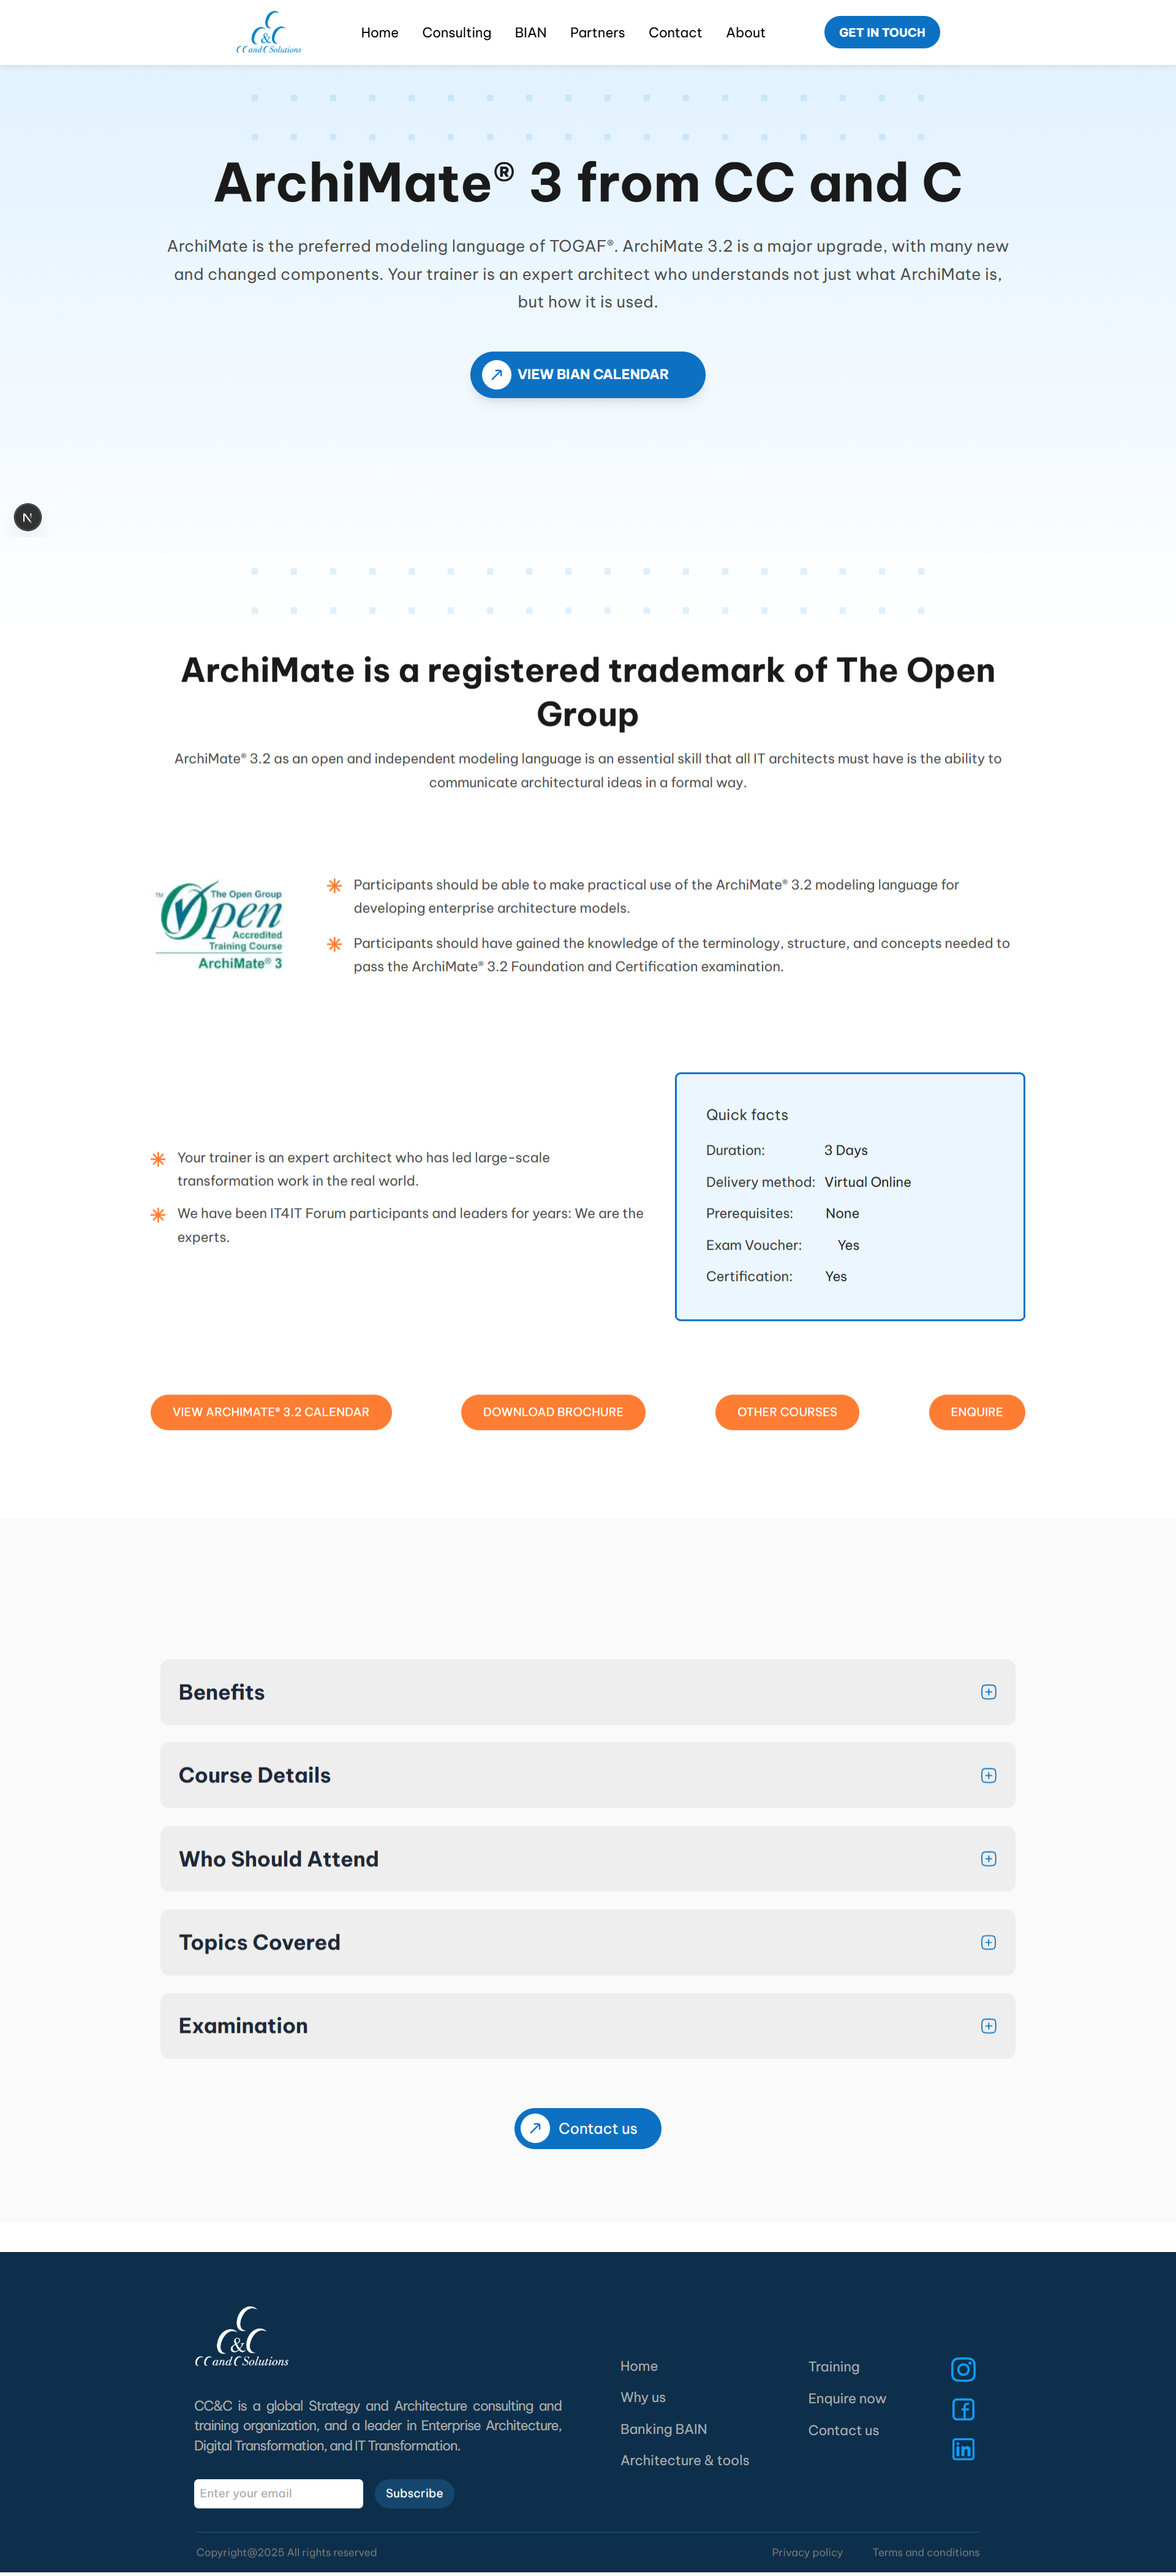 C
C&C
CC and C Solutions
Home
Consulting
BIAN
Partners
Contact
About
GET IN TOUCH
ArchiMate® 3 from CC and C
ArchiMate is the preferred modeling language of TOGAF®. ArchiMate 3.2 is a major upgrade, with many new
and changed components. Your trainer is an expert architect who understands not just what ArchiMate is,
but how it is used.
VIEW BIAN CALENDAR
N
ArchiMate is a registered trademark of The Open
Group
ArchiMate® 3.2 as an open and independent modeling language is an essential skill that all IT architects must have is the ability to
communicate architectural ideas in a formal way.
The Open Group
TM Open
Accredited
Training Course
ArchiMate® 3
Participants should be able to make practical use of the ArchiMate® 3.2 modeling language for
developing enterprise architecture models.
Participants should have gained the knowledge of the terminology, structure, and concepts needed to
pass the ArchiMate® 3.2 Foundation and Certification examination.
Your trainer is an expert architect who has led large-scale
transformation work in the real world.
We have been IT4IT Forum participants and leaders for years: We are the
experts.
Quick facts
Duration: 3 Days
Delivery method: Virtual Online
Prerequisites: None
Exam Voucher: Yes
Certification: Yes
VIEW ARCHIMATE® 3.2 CALENDAR
DOWNLOAD BROCHURE
OTHER COURSES
ENQUIRE
Benefits
Course Details
Who Should Attend
Topics Covered
Examination
Contact us
C
C&C
CC and C Solutions
CC&C is a global Strategy and Architecture consulting and
training organization, and a leader in Enterprise Architecture,
Digital Transformation, and IT Transformation.
Enter your email
Subscribe
Home
Why us
Banking BAIN
Architecture & tools
Training
Enquire now
Contact us
f
in
Copyright@2025 All rights reserved
Privacy policy
Terms and conditions